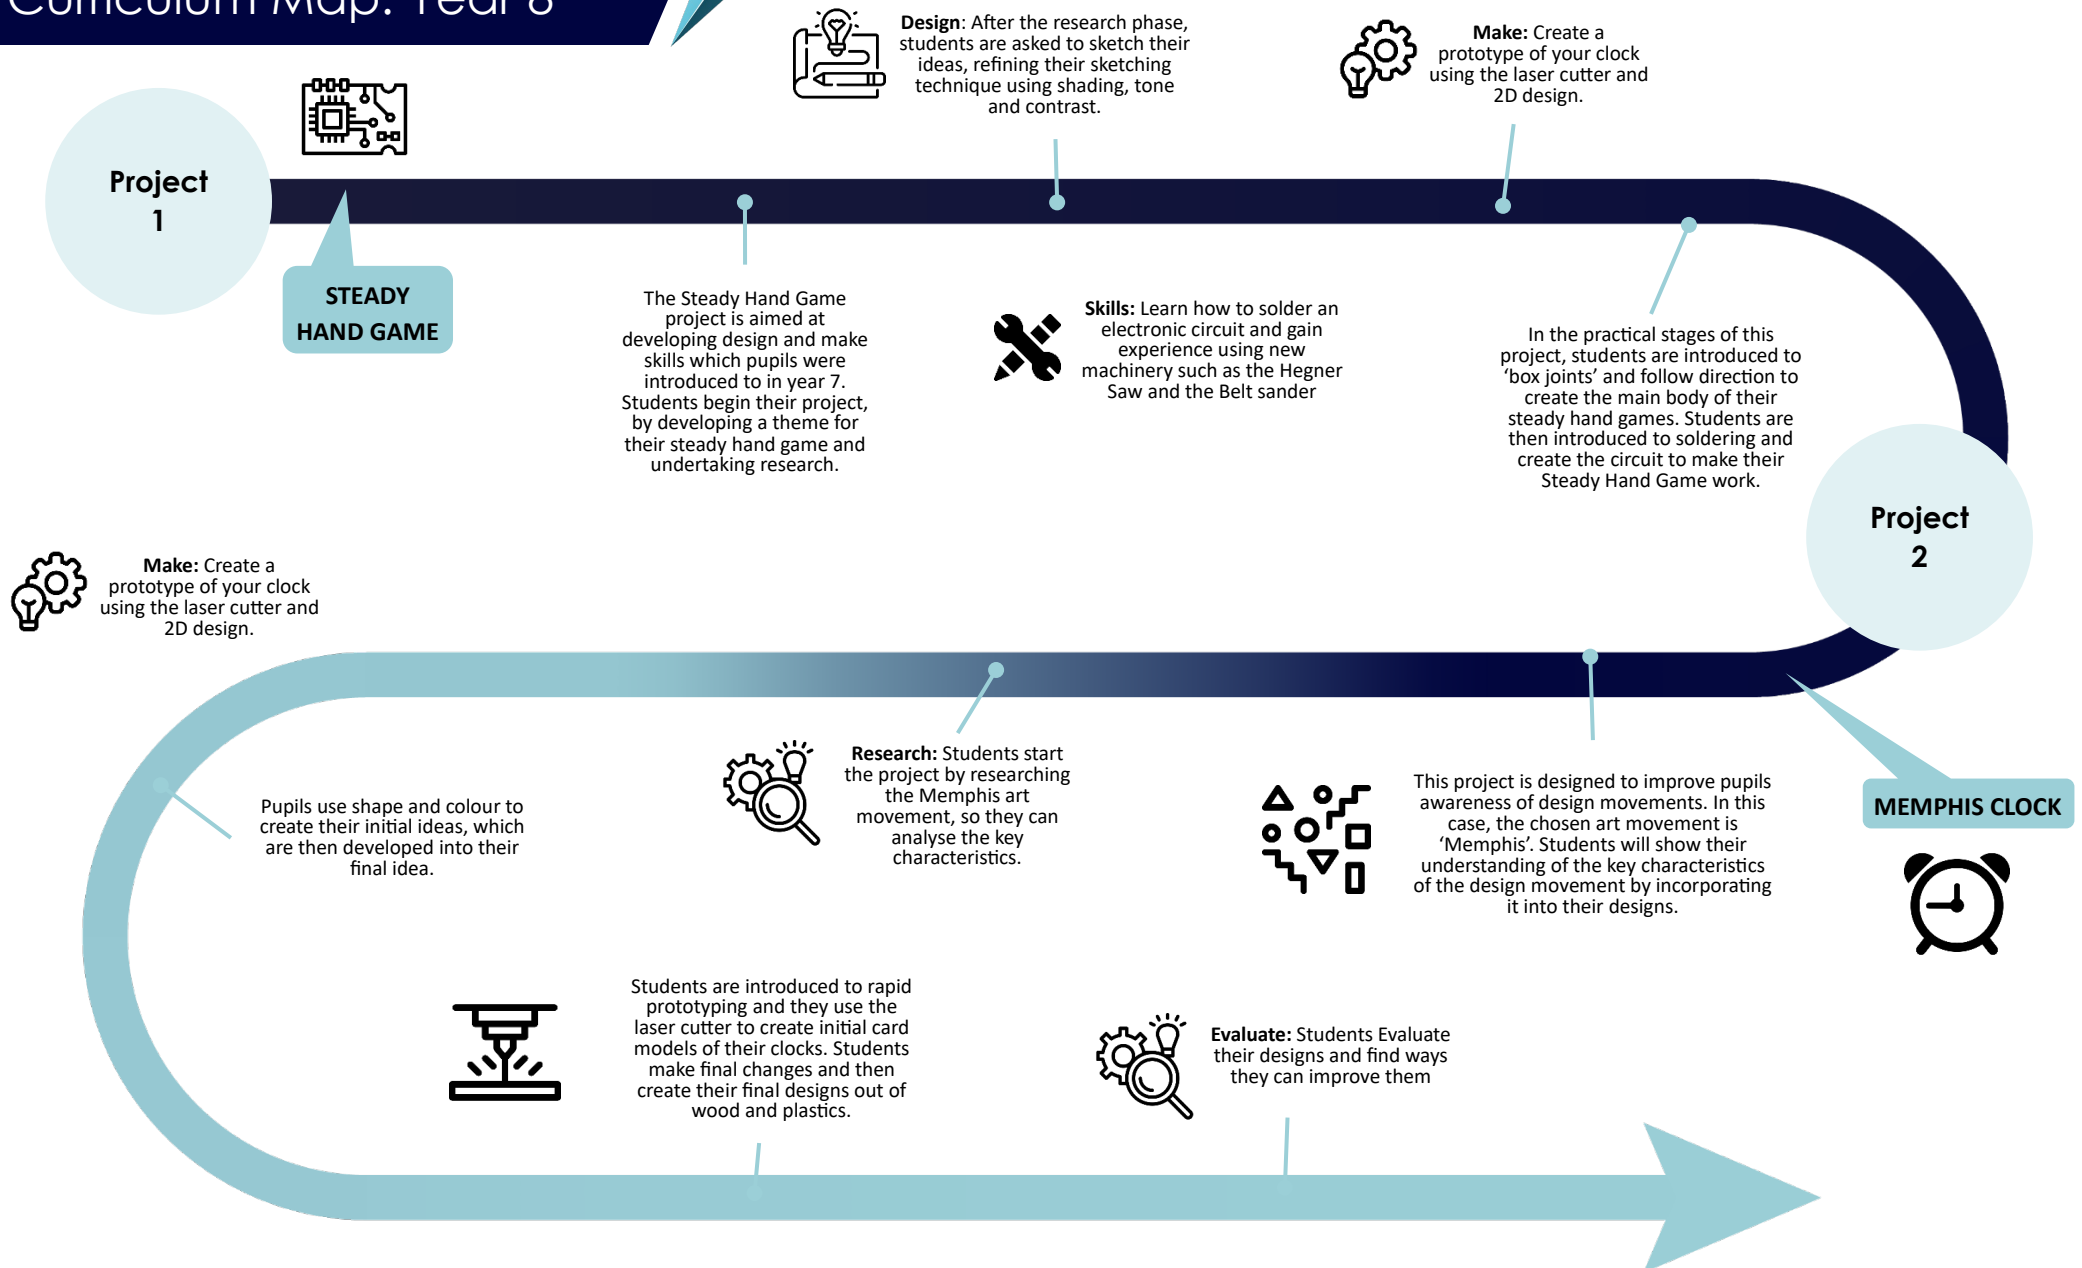 Curriculum Map: Year 8
Design: After the research phase,
students are asked to sketch their
ideas, refining their sketching
technique using shading, tone
and contrast.
Make: Create a
prototype of your clock
using the laser cutter and
2D design.
Project
1
STEADY
HAND GAME
The Steady Hand Game
project is aimed at
developing design and make
skills which pupils were
introduced to in year 7.
Students begin their project,
by developing a theme for
their steady hand game and
undertaking research.
Skills: Learn how to solder an
electronic circuit and gain
experience using new
machinery such as the Hegner
Saw and the Belt sander
In the practical stages of this
project, students are introduced to
‘box joints’ and follow direction to
create the main body of their
steady hand games. Students are
then introduced to soldering and
create the circuit to make their
Steady Hand Game work.
Project
2
Make: Create a
prototype of your clock
using the laser cutter and
2D design.
MEMPHIS CLOCK
This project is designed to improve pupils
awareness of design movements. In this
case, the chosen art movement is
‘Memphis’. Students will show their
understanding of the key characteristics
of the design movement by incorporating
it into their designs.
Research: Students start
the project by researching
the Memphis art
movement, so they can
analyse the key
characteristics.
Pupils use shape and colour to
create their initial ideas, which
are then developed into their
final idea.
Students are introduced to rapid
prototyping and they use the
laser cutter to create initial card
models of their clocks. Students
make final changes and then
create their final designs out of
wood and plastics.
Evaluate: Students Evaluate
their designs and find ways
they can improve them